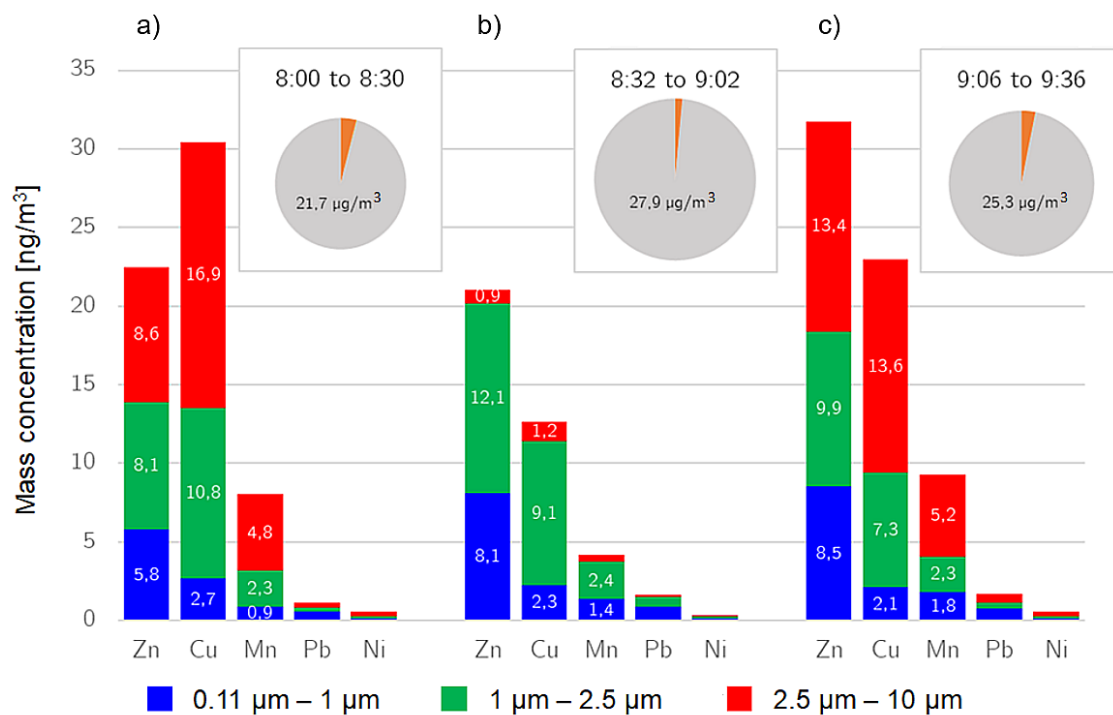 a)
b)
c)
Mass concentration [ng/m³]
35
30
25
20
15
10
5
0
8:00 to 8:30
21,7 µg/m³
8,6
8,1
5,8
16,9
10,8
2,7
4,8
2,3
0,9
Zn Cu Mn Pb Ni
8:32 to 9:02
27,9 µg/m³
0,9
12,1
8,1
1,2
9,1
2,3
2,4
1,4
Zn Cu Mn Pb Ni
9:06 to 9:36
25,3 µg/m³
13,4
9,9
8,5
13,6
7,3
2,1
5,2
2,3
1,8
Zn Cu Mn Pb Ni
0.11 µm – 1 µm
1 µm – 2.5 µm
2.5 µm – 10 µm